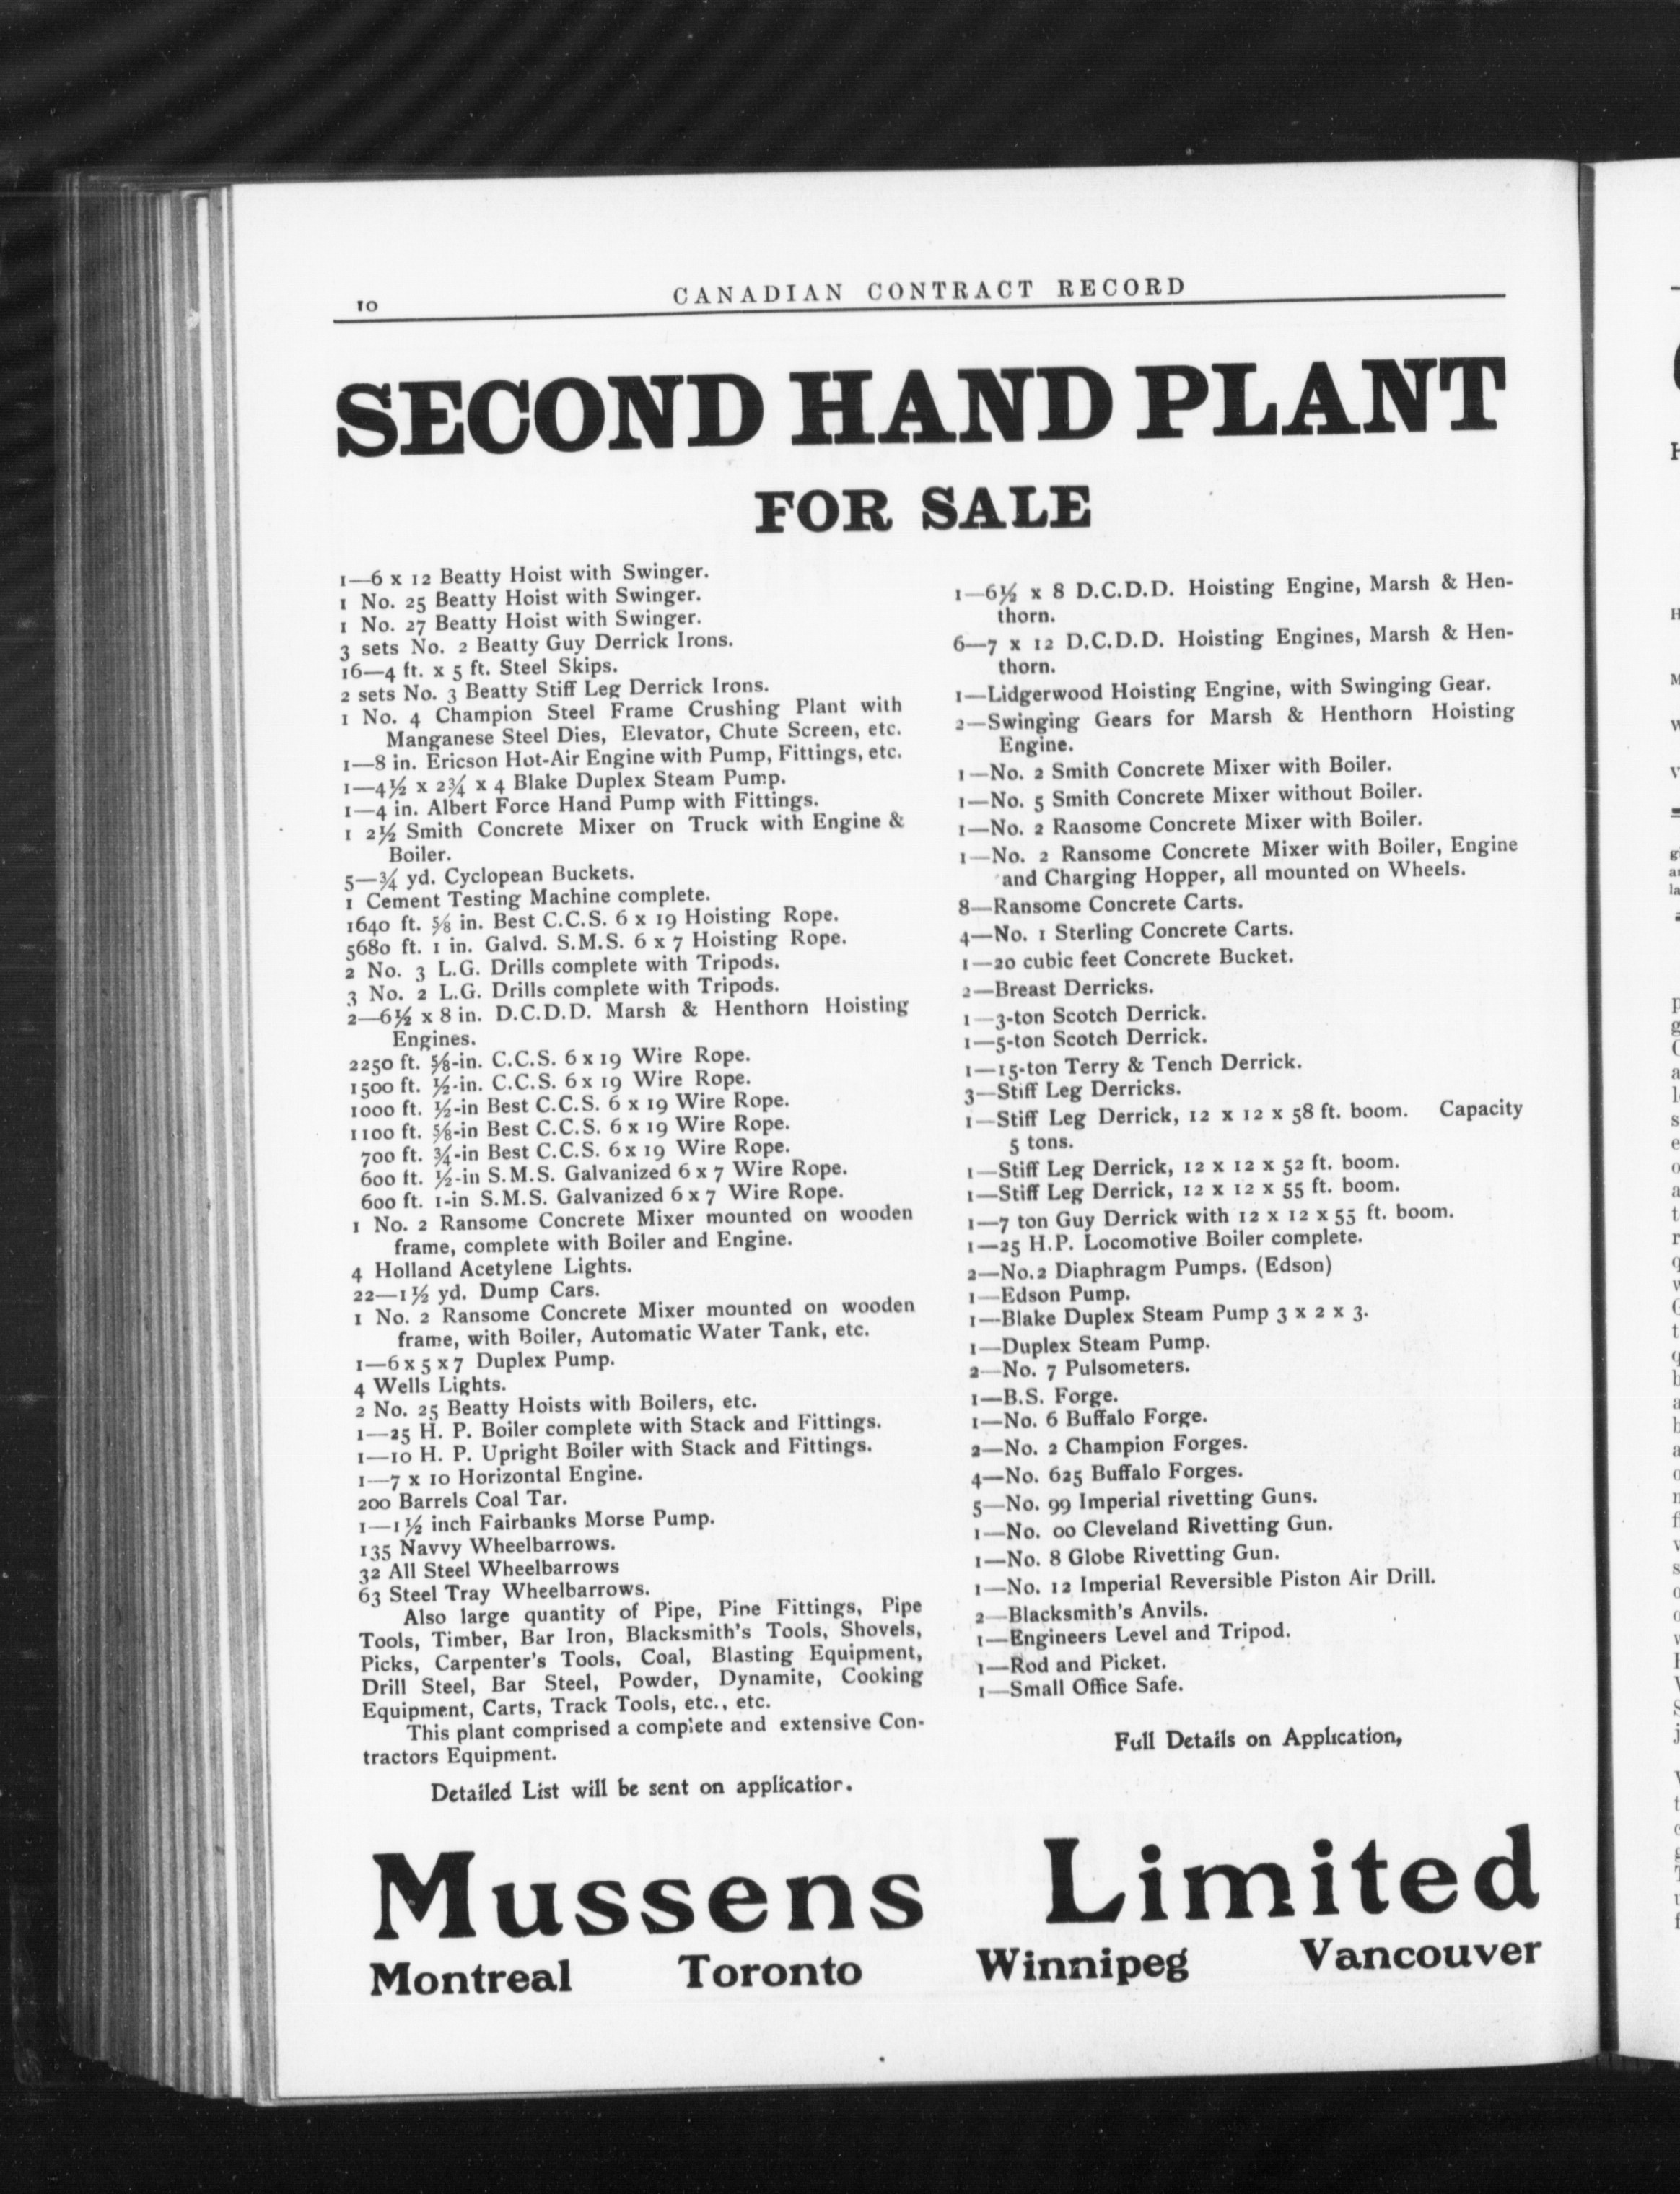 10
CANADIAN CONTRACT RECORD
SECOND HAND PLANT
FOR SALE
1—6 x 12 Beatty Hoist with Swinger.
1 No. 25 Beatty Hoist with Swinger.
1 No. 27 Beatty Hoist with Swinger.
3 sets No. 2 Beatty Guy Derrick Irons.
16—4 ft. x 5 ft. Steel Skips.
2 sets No. 3 Beatty Stiff Leg Derrick Irons.
1 No. 4 Champion Steel Frame Crushing Plant with
Manganese Steel Dies, Elevator, Chute Screen, etc.
1—8 in. Ericson Hot-Air Engine with Pump, Fittings, etc.
1—4½ x 2¾ x 4 Blake Duplex Steam Pump.
1—4 in. Albert Force Hand Pump with Fittings.
1 2½ Smith Concrete Mixer on Truck with Engine &
Boiler.
5—¾ yd. Cyclopean Buckets.
1 Cement Testing Machine complete.
1640 ft. ⅝ in. Best C.C.S. 6 x 19 Hoisting Rope.
5680 ft. 1 in. Galvd. S.M.S. 6 x 7 Hoisting Rope.
2 No. 3 L.G. Drills complete with Tripods.
3 No. 2 L.G. Drills complete with Tripods.
2—6½ x 8 in. D.C.D.D. Marsh & Henthorn Hoisting
Engines.
2250 ft. ⅝-in. C.C.S. 6 x 19 Wire Rope.
1500 ft. ½-in. C.C.S. 6 x 19 Wire Rope.
1000 ft. ½-in Best C.C.S. 6 x 19 Wire Rope.
1100 ft. ⅝-in Best C.C.S. 6 x 19 Wire Rope.
700 ft. ¾-in Best C.C.S. 6 x 19 Wire Rope.
600 ft. ½-in S.M.S. Galvanized 6 x 7 Wire Rope.
600 ft. 1-in S.M.S. Galvanized 6 x 7 Wire Rope.
1 No. 2 Ransome Concrete Mixer mounted on wooden
frame, complete with Boiler and Engine.
4 Holland Acetylene Lights.
22—1½ yd. Dump Cars.
1 No. 2 Ransome Concrete Mixer mounted on wooden
frame, with Boiler, Automatic Water Tank, etc.
1—6 x 5 x 7 Duplex Pump.
4 Wells Lights.
2 No. 25 Beatty Hoists with Boilers, etc.
1—25 H. P. Boiler complete with Stack and Fittings.
1—10 H. P. Upright Boiler with Stack and Fittings.
1—7 x 10 Horizontal Engine.
200 Barrels Coal Tar.
1—1½ inch Fairbanks Morse Pump.
135 Navvy Wheelbarrows.
32 All Steel Wheelbarrows
63 Steel Tray Wheelbarrows.
Also large quantity of Pipe, Pipe Fittings, Pipe
Tools, Timber, Bar Iron, Blacksmith's Tools, Shovels,
Picks, Carpenter's Tools, Coal, Blasting Equipment,
Drill Steel, Bar Steel, Powder, Dynamite, Cooking
Equipment, Carts, Track Tools, etc., etc.
This plant comprised a complete and extensive Con-
tractors Equipment.
Detailed List will be sent on application.
1—6½ x 8 D.C.D.D. Hoisting Engine, Marsh & Hen-
thorn.
6—7 x 12 D.C.D.D. Hoisting Engines, Marsh & Hen-
thorn.
1—Lidgerwood Hoisting Engine, with Swinging Gear.
2—Swinging Gears for Marsh & Henthorn Hoisting
Engine.
1—No. 2 Smith Concrete Mixer with Boiler.
1—No. 5 Smith Concrete Mixer without Boiler.
1—No. 2 Ransome Concrete Mixer with Boiler.
1—No. 2 Ransome Concrete Mixer with Boiler, Engine
and Charging Hopper, all mounted on Wheels.
8—Ransome Concrete Carts.
4—No. 1 Sterling Concrete Carts.
1—20 cubic feet Concrete Bucket.
2—Breast Derricks.
1—3-ton Scotch Derrick.
1—5-ton Scotch Derrick.
1—15-ton Terry & Tench Derrick.
3—Stiff Leg Derricks.
1—Stiff Leg Derrick, 12 x 12 x 58 ft. boom. Capacity
5 tons.
1—Stiff Leg Derrick, 12 x 12 x 52 ft. boom.
1—Stiff Leg Derrick, 12 x 12 x 55 ft. boom.
1—7 ton Guy Derrick with 12 x 12 x 55 ft. boom.
1—25 H.P. Locomotive Boiler complete.
2—No. 2 Diaphragm Pumps. (Edson)
1—Edson Pump.
1—Blake Duplex Steam Pump 3 x 2 x 3.
1—Duplex Steam Pump.
2—No. 7 Pulsometers.
1—B.S. Forge.
1—No. 6 Buffalo Forge.
2—No. 2 Champion Forges.
4—No. 625 Buffalo Forges.
5—No. 99 Imperial rivetting Guns.
1—No. 00 Cleveland Rivetting Gun.
1—No. 8 Globe Rivetting Gun.
1—No. 12 Imperial Reversible Piston Air Drill.
2—Blacksmith's Anvils.
1—Engineers Level and Tripod.
1—Rod and Picket.
1—Small Office Safe.
Full Details on Application,
Mussens Limited
Montreal Toronto Winnipeg Vancouver